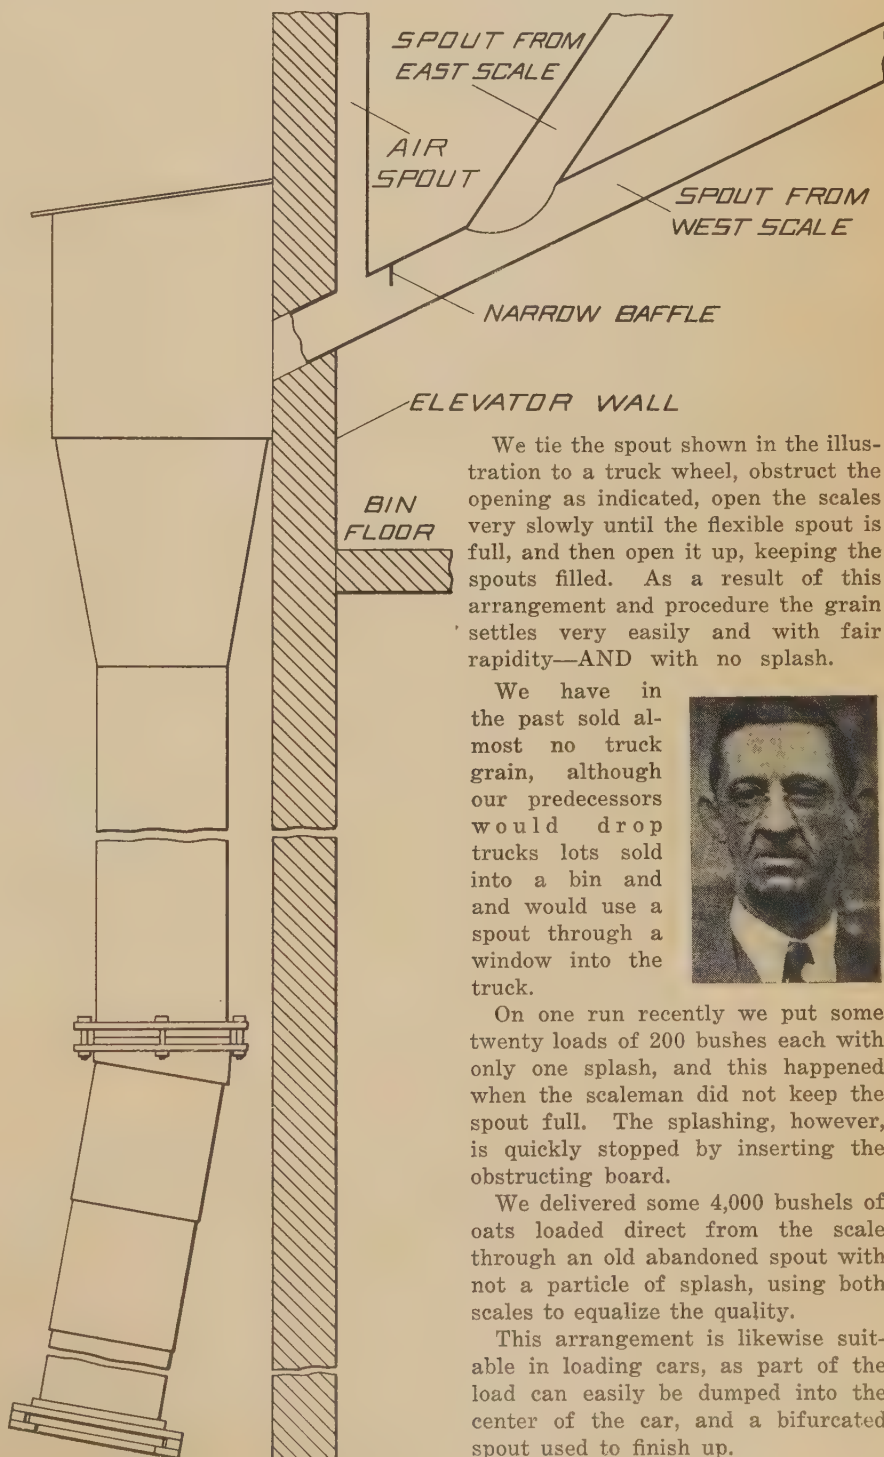 SPOUT FROM
EAST SCALE
AIR
SPOUT
SPOUT FROM
WEST SCALE
NARROW BAFFLE
ELEVATOR WALL
BIN
FLOOR
We tie the spout shown in the illus-
tration to a truck wheel, obstruct the
opening as indicated, open the scales
very slowly until the flexible spout is
full, and then open it up, keeping the
spouts filled. As a result of this
arrangement and procedure the grain
settles very easily and with fair
rapidity—AND with no splash.
We have in
the past sold al-
most no truck
grain, although
our predecessors
would drop
trucks lots sold
into a bin and
and would use a
spout through a
window into the
truck.
On one run recently we put some
twenty loads of 200 bushes each with
only one splash, and this happened
when the scaleman did not keep the
spout full. The splashing, however,
is quickly stopped by inserting the
obstructing board.
We delivered some 4,000 bushels of
oats loaded direct from the scale
through an old abandoned spout with
not a particle of splash, using both
scales to equalize the quality.
This arrangement is likewise suit-
able in loading cars, as part of the
load can easily be dumped into the
center of the car, and a bifurcated
spout used to finish up.